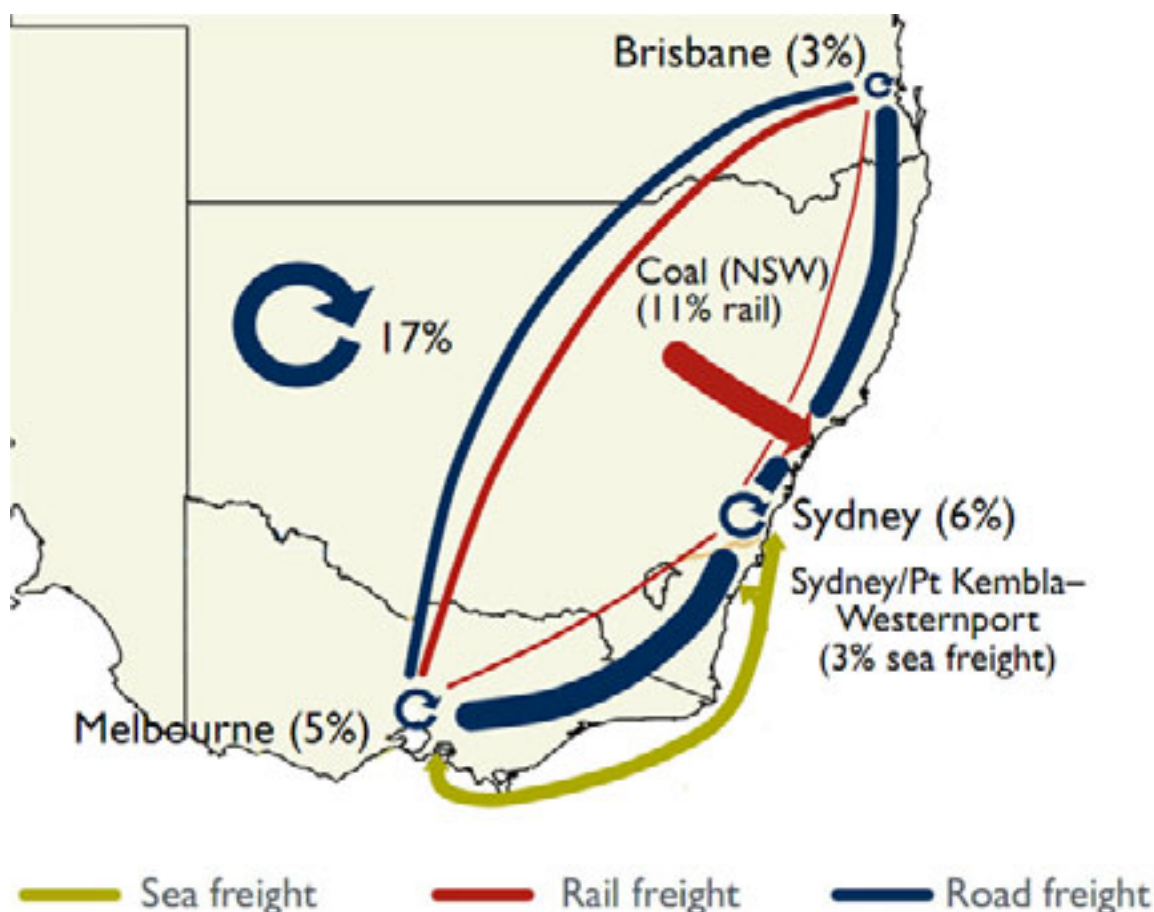 Brisbane (3%)
Coal (NSW)
(11% rail)
17%
Sydney (6%)
Sydney/Pt Kembla–
Westernport
(3% sea freight)
Melbourne (5%)
Sea freight
Rail freight
Road freight